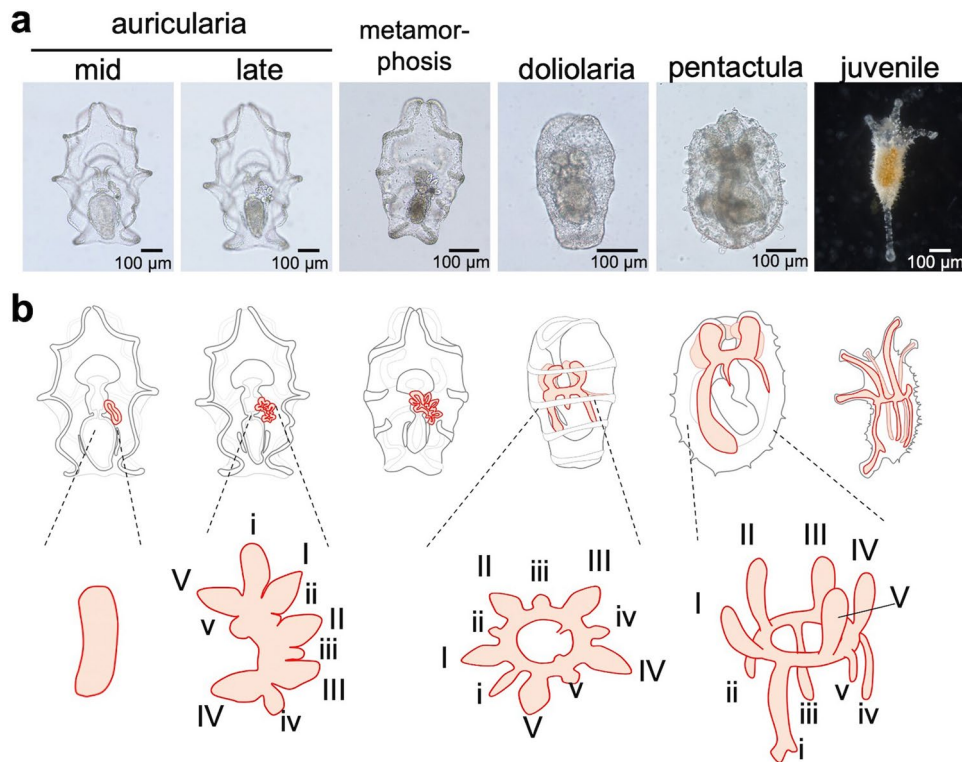 a
auricularia
mid
late
metamor-
phosis
doliolaria
pentactula
juvenile
100 µm
100 µm
100 µm
100 µm
100 µm
100 µm
b
i
I
V
ii
v
II
iii
III
IV
iv
II
iii
III
ii
iv
I
IV
i
v
V
II
III
IV
I
V
ii
iii
v
iv
i